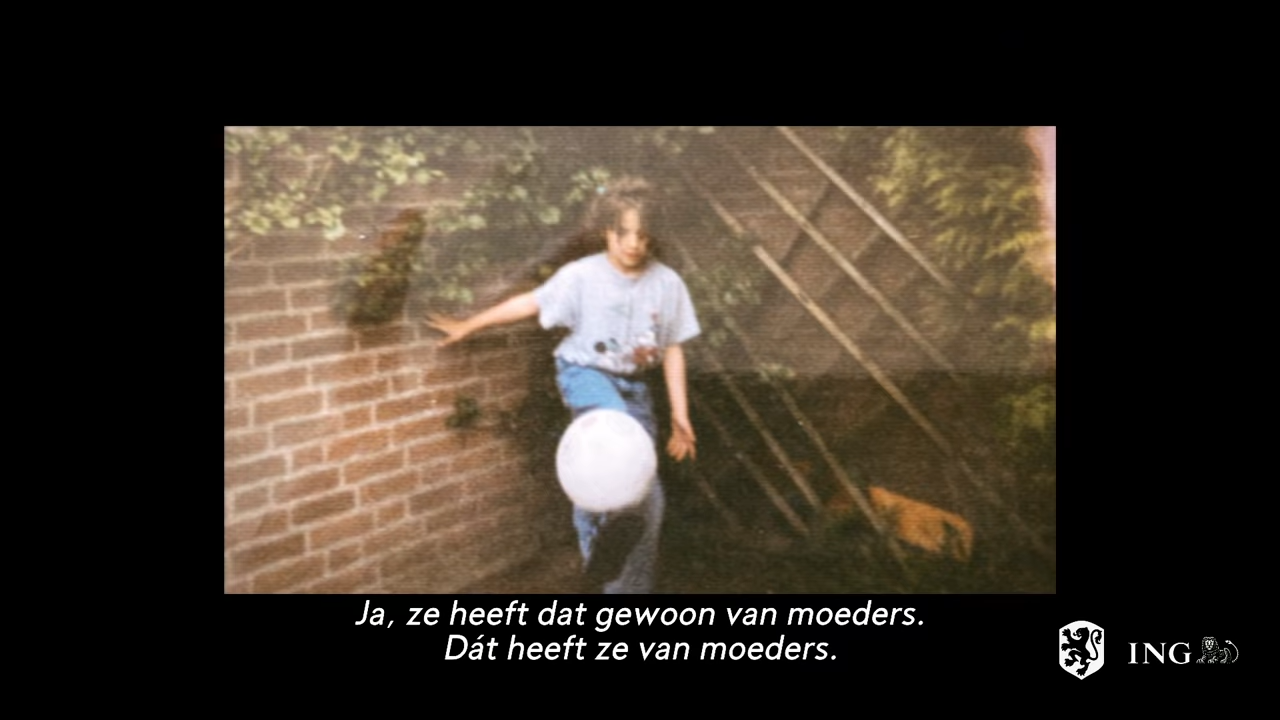 Ja, ze heeft dat gewoon van moeders.
Dát heeft ze van moeders.
ING